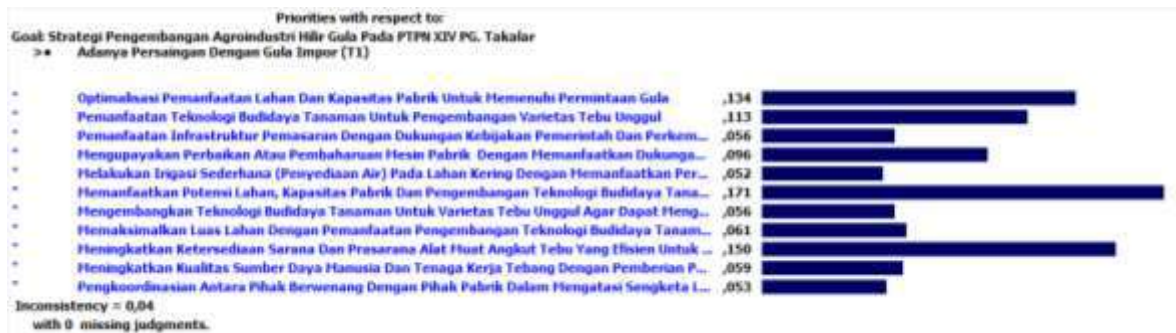 Priorities with respect to:
Goal: Strategi Pengembangan Agroindustri Hilir Gula Pada PTPN XIV PG. Takalar
>• Adanya Persaingan Dengan Gula Impor (T1)
Optimalisasi Pemanfaatan Lahan Dan Kapasitas Pabrik Untuk Memenuhi Permintaan Gula ,134
Pemanfaatan Teknologi Budidaya Tanaman Untuk Pengembangan Varietas Tebu Unggul ,113
Pemanfaatan Infrastruktur Pemasaran Dengan Dukungan Kebijakan Pemerintah Dan Perkem... ,056
Mengupayakan Perbaikan Atau Pembaharuan Mesin Pabrik Dengan Memanfaatkan Dukunga... ,096
Melakukan Irigasi Sederhana (Penyediaan Air) Pada Lahan Kering Dengan Memanfaatkan Per... ,052
Memanfaatkan Potensi Lahan, Kapasitas Pabrik Dan Pengembangan Teknologi Budidaya Tana... ,171
Mengembangkan Teknologi Budidaya Tanaman Untuk Varietas Tebu Unggul Agar Dapat Meng... ,056
Memaksimalkan Luas Lahan Dengan Pemanfaatan Pengembangan Teknologi Budidaya Tanam... ,061
Meningkatkan Ketersediaan Sarana Dan Prasarana Alat Muat Angkut Tebu Yang Efisien Untuk ... ,150
Meningkatkan Kualitas Sumber Daya Manusia Dan Tenaga Kerja Tebang Dengan Pemberian P... ,059
Pengkoordinasian Antara Pihak Berwenang Dengan Pihak Pabrik Dalam Mengatasi Sengketa L... ,053
Inconsistency = 0,04
with 0 missing judgments.